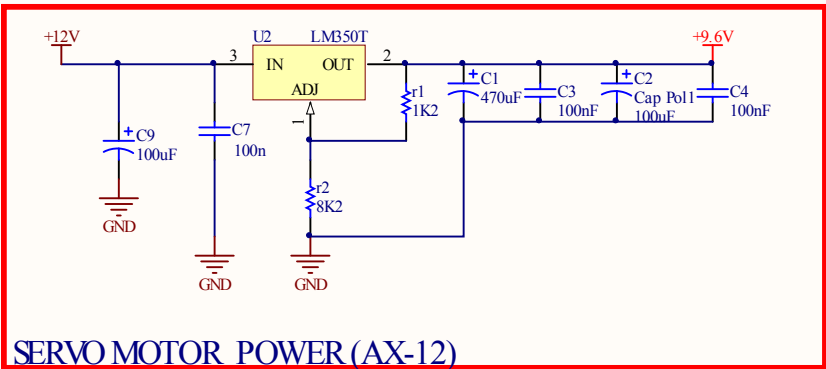 +12V
U2 LM350T
+9.6V
3
IN OUT
2
ADJ
1
r1
1K2
C1
470uF
C3
100nF
C2
Cap Pol1
100uF
C4
100nF
C9
100uF
C7
100n
r2
8K2
GND
GND
GND
SERVO MOTOR POWER (AX-12)